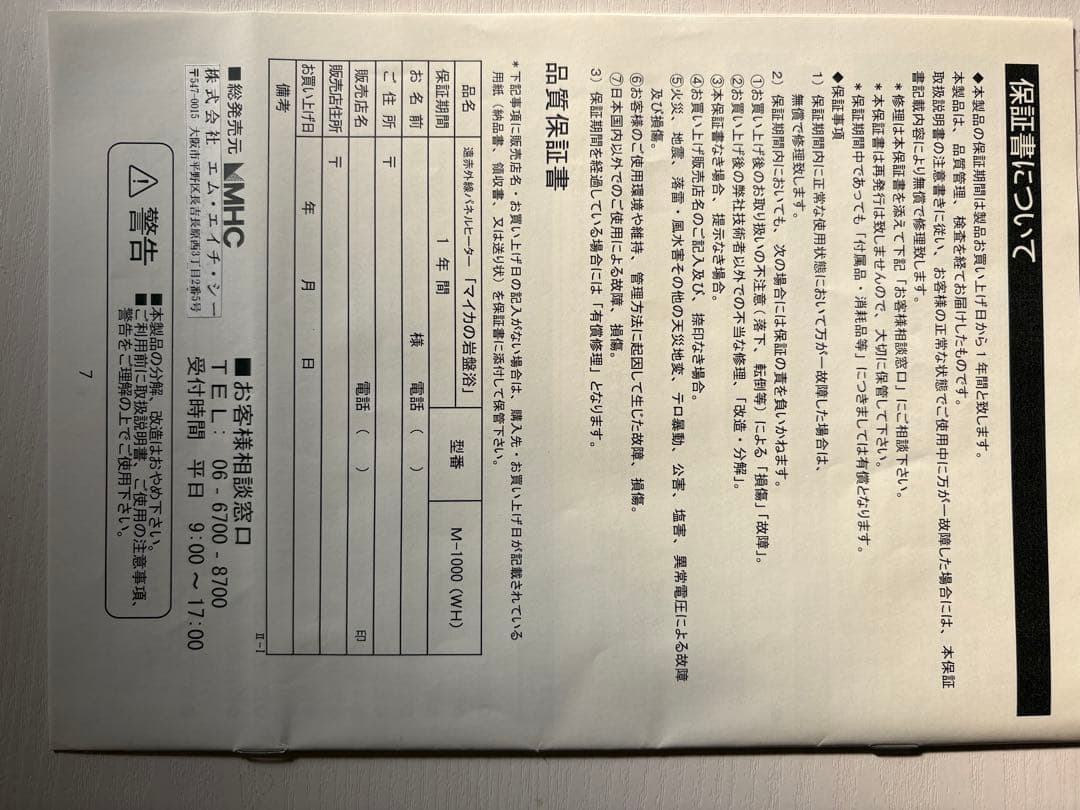 保証書について
◆本製品の保証期間は製品お買い上げ日から１年間と致します。
本製品は、品質管理、検査を経てお届けしたものです。
取扱説明書の注意書きに従い、お客様の正常な状態でご使用中に万が一故障した場合には、本保証
書記載内容により無償で修理致します。
＊修理は本保証書を添えて下記「お客様相談窓口」にご相談下さい。
＊本保証書は再発行は致しませんので、大切に保管して下さい。
＊保証期間中であっても「付属品・消耗品等」につきましては有償となります。
◆保証事項
１）保証期間内に正常な使用状態において万が一故障した場合は、
無償で修理致します。
２）保証期間内においても、次の場合には保証の責を負いかねます。
①お買い上げ後のお取り扱いの不注意（落下、転倒等）による「損傷」「故障」。
②お買い上げ後の弊社技術者以外での不当な修理、「改造・分解」。
③本保証書なき場合、提示なき場合。
④お買い上げ販売店名のご記入及び、捺印なき場合。
⑤火災、地震、落雷・風水害その他の天災地変、テロ暴動、公害、塩害、異常電圧による故障
及び損傷。
⑥お客様のご使用環境や維持、管理方法に起因して生じた故障、損傷。
⑦日本国内以外でのご使用による故障、損傷。
３）保証期間を経過している場合には「有償修理」となります。
品質保証書
＊下記事項に販売店名・お買い上げ日の記入がない場合は、購入先・お買い上げ日が記載されている
用紙（納品書、領収書、又は送り状）を保証書に添付して保管下さい。
品名 遠赤外線パネルヒーター「マイカの岩盤浴」 型番 M-1000（WH）
保証期間 １年間
お名前 様 電話（ ）
ご住所 〒
販売店名 電話（ ） 印
販売店住所 〒
お買い上げ日 年 月 日
備考
Ⅱ-Ⅰ
■総発売元 MHC
株式会社 エム・エイチ・シー
〒547-0015 大阪市平野区長吉長原西3丁目2番5号
■お客様相談窓口
ＴＥＬ： 06-6700-8700
受付時間 平日 9:00～17:00
警告
■本製品の分解、改造はおやめ下さい。
■ご利用前に取扱説明書、ご使用の注意事項、
警告をご理解の上でご使用下さい。
7